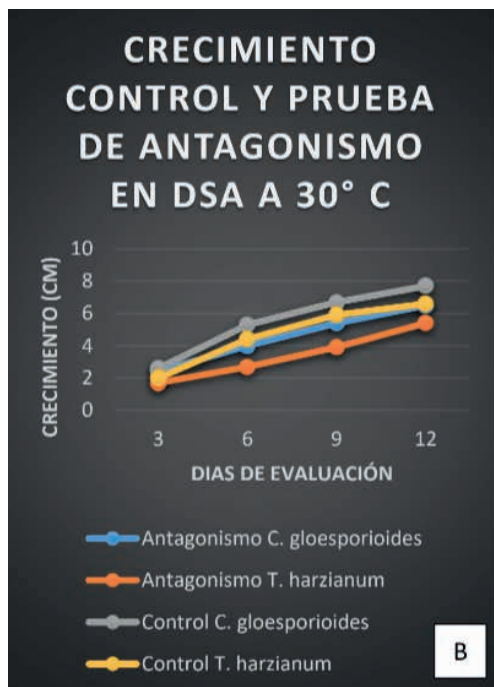 CRECIMIENTO
CONTROL Y PRUEBA
DE ANTAGONISMO
EN DSA A 30° C
CRECIMIENTO (CM)
10
8
6
4
2
0
3 6 9 12
DIAS DE EVALUACIÓN
Antagonismo C. gloesporioides
Antagonismo T. harzianum
Control C. gloesporioides
Control T. harzianum
B